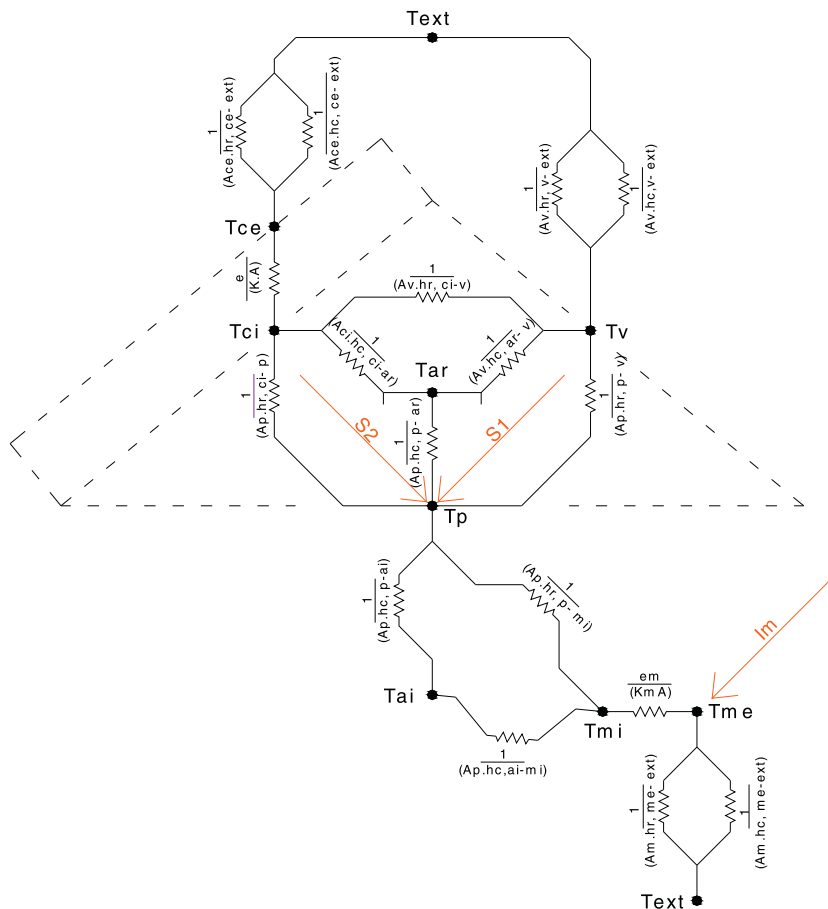 Text
1
(Ace.hr, ce- ext)
1
(Ace.hc, ce- ext)
1
(Av.hr, v- ext)
1
(Av.hc,v- ext)
Tce
e
(K.A)
1
(Av.hr, ci-v)
Tci
1
(Aci.hc, ci-ar)
1
(Av.hc, ar- v)
Tv
Tar
1
(Ap.hr, ci- p)
S2
1
(Ap.hc, p- ar)
S1
1
(Ap.hr, p- v)
Tp
1
(Ap.hc, p-ai)
1
(Ap.hr, p- mi)
Im
Tai
em
(KmA)
Tmi
Tme
1
(Ap.hc,ai-mi)
1
(Am.hr, me- ext)
1
(Am.hc, me-ext)
Text